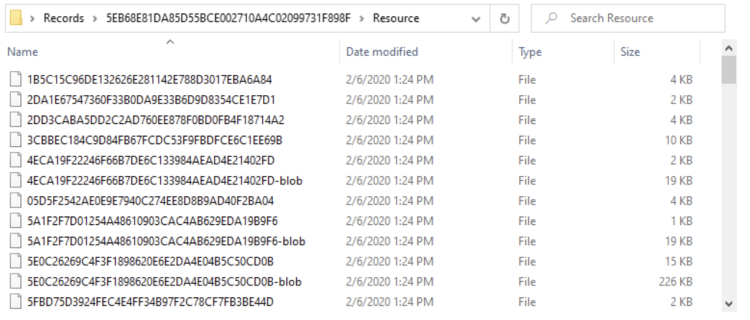 Records > 5EB68E81DA85D55BCE002710A4C02099731F898F > Resource Search Resource
Name Date modified Type Size
1B5C15C96DE132626E281142E788D3017EBA6A84 2/6/2020 1:24 PM File 4 KB
2DA1E67547360F33B0DA9E33B6D9D8354CE1E7D1 2/6/2020 1:24 PM File 2 KB
2DD3CABA5DD2C2AD760EE878F0BD0FB4F18714A2 2/6/2020 1:24 PM File 4 KB
3CBBEC184C9D84FB67FCDC53F9FBDFCE6C1EE69B 2/6/2020 1:24 PM File 10 KB
4ECA19F22246F66B7DE6C133984AEAD4E21402FD 2/6/2020 1:24 PM File 2 KB
4ECA19F22246F66B7DE6C133984AEAD4E21402FD-blob 2/6/2020 1:24 PM File 19 KB
05D5F2542AE0E9E7940C274EE8D8B9AD40F2BA04 2/6/2020 1:24 PM File 4 KB
5A1F2F7D01254A48610903CAC4AB629EDA19B9F6 2/6/2020 1:24 PM File 1 KB
5A1F2F7D01254A48610903CAC4AB629EDA19B9F6-blob 2/6/2020 1:24 PM File 19 KB
5E0C26269C4F3F1898620E6E2DA4E04B5C50CD0B 2/6/2020 1:24 PM File 15 KB
5E0C26269C4F3F1898620E6E2DA4E04B5C50CD0B-blob 2/6/2020 1:24 PM File 226 KB
5FBD75D3924FEC4E4FF34B97F2C78CF7FB3BE44D 2/6/2020 1:24 PM File 2 KB